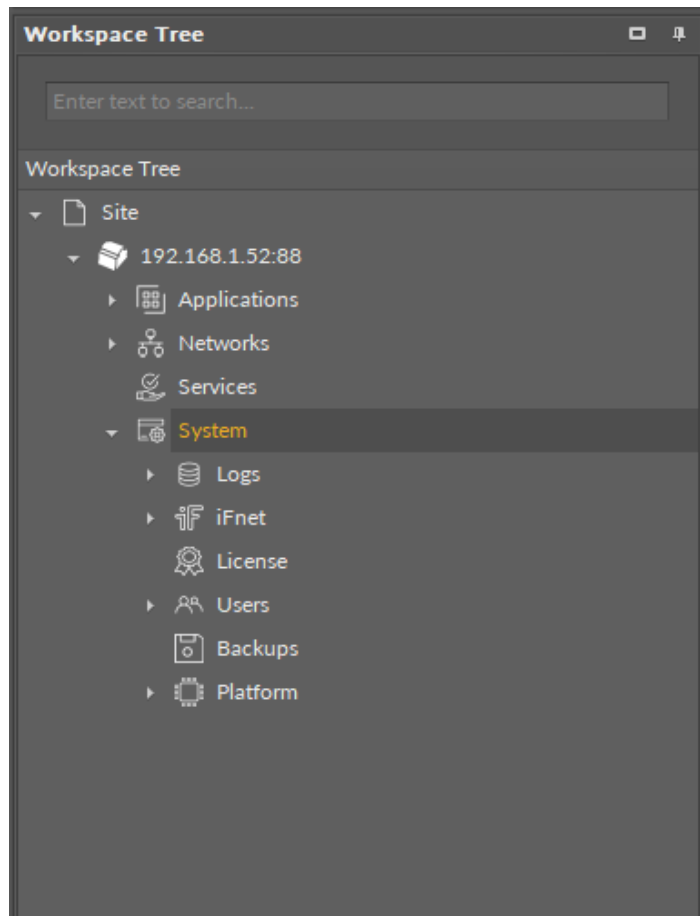 Workspace Tree
Enter text to search...
Workspace Tree
Site
192.168.1.52:88
Applications
Networks
Services
System
Logs
iFnet
License
Users
Backups
Platform